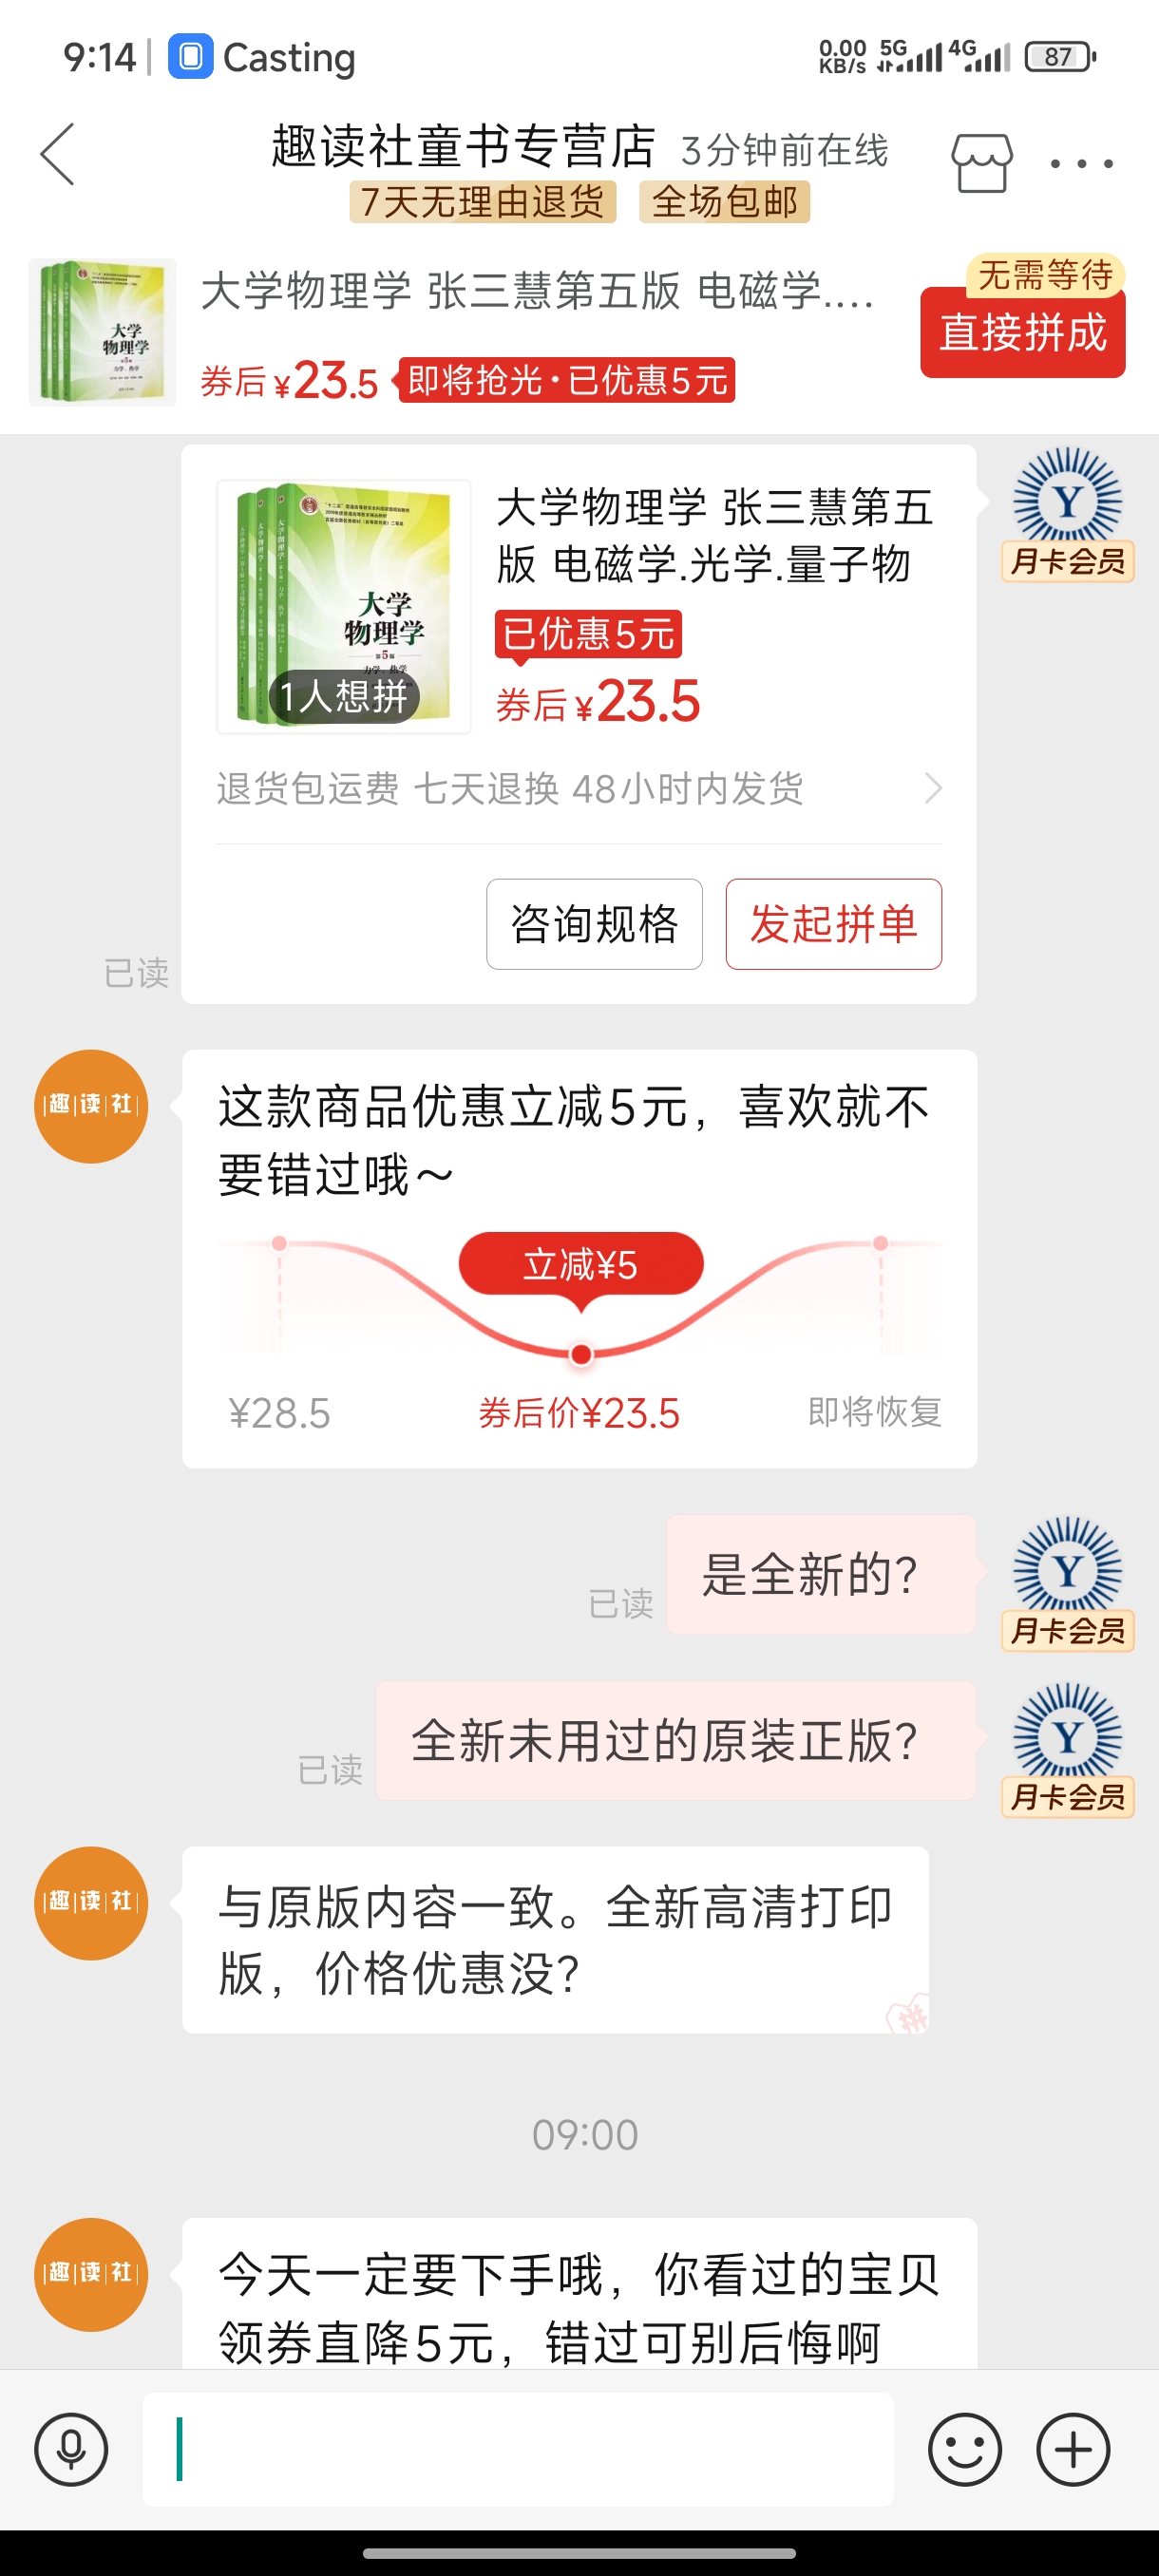 9:14
Casting
0.00
KB/s
5G
4G
87
趣读社童书专营店 3分钟前在线
7天无理由退货
全场包邮
大学物理学 张三慧第五版 电磁学....
无需等待
直接拼成
券后¥23.5
即将抢光·已优惠5元
大学
物理学
大学物理学 张三慧第五
版 电磁学.光学.量子物
已优惠5元
券后¥23.5
大学
物理学
第5版
力学、热学
1人想拼
Y
月卡会员
退货包运费 七天退换 48小时内发货
咨询规格
发起拼单
已读
趣读社
这款商品优惠立减5元，喜欢就不
要错过哦～
立减¥5
¥28.5
券后价¥23.5
即将恢复
是全新的？
已读
Y
月卡会员
全新未用过的原装正版？
已读
Y
月卡会员
趣读社
与原版内容一致。全新高清打印
版，价格优惠没？
拼
09:00
趣读社
今天一定要下手哦，你看过的宝贝
领券直降5元，错过可别后悔啊